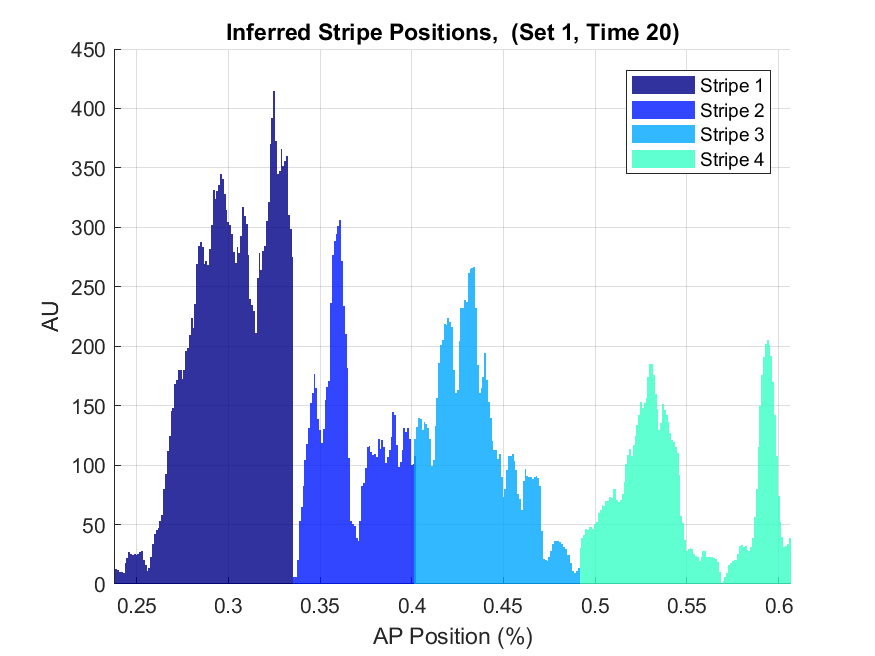 Inferred Stripe Positions,  (Set 1, Time 20)
450
400
350
300
250
200
150
100
50
0
AU
Stripe 1
Stripe 2
Stripe 3
Stripe 4
0.25 0.3 0.35 0.4 0.45 0.5 0.55 0.6
AP Position (%)